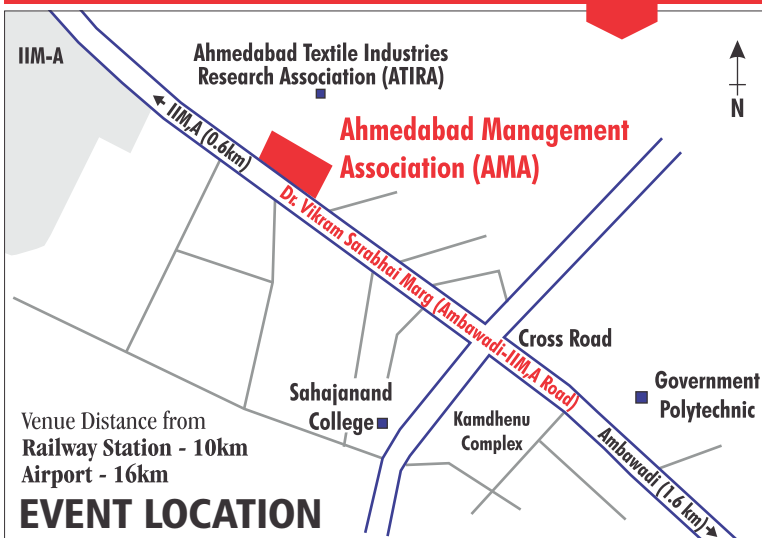 IIM-A
Ahmedabad Textile Industries
Research Association (ATIRA)
N
IIM,A (0.6km)
Ahmedabad Management
Association (AMA)
Dr. Vikram Sarabhai Marg (Ambawadi-IIM,A Road)
Cross Road
Government
Polytechnic
Sahajanand
College
Kamdhenu
Complex
Ambawadi (1.6 km)
Venue Distance from
Railway Station - 10km
Airport - 16km
EVENT LOCATION